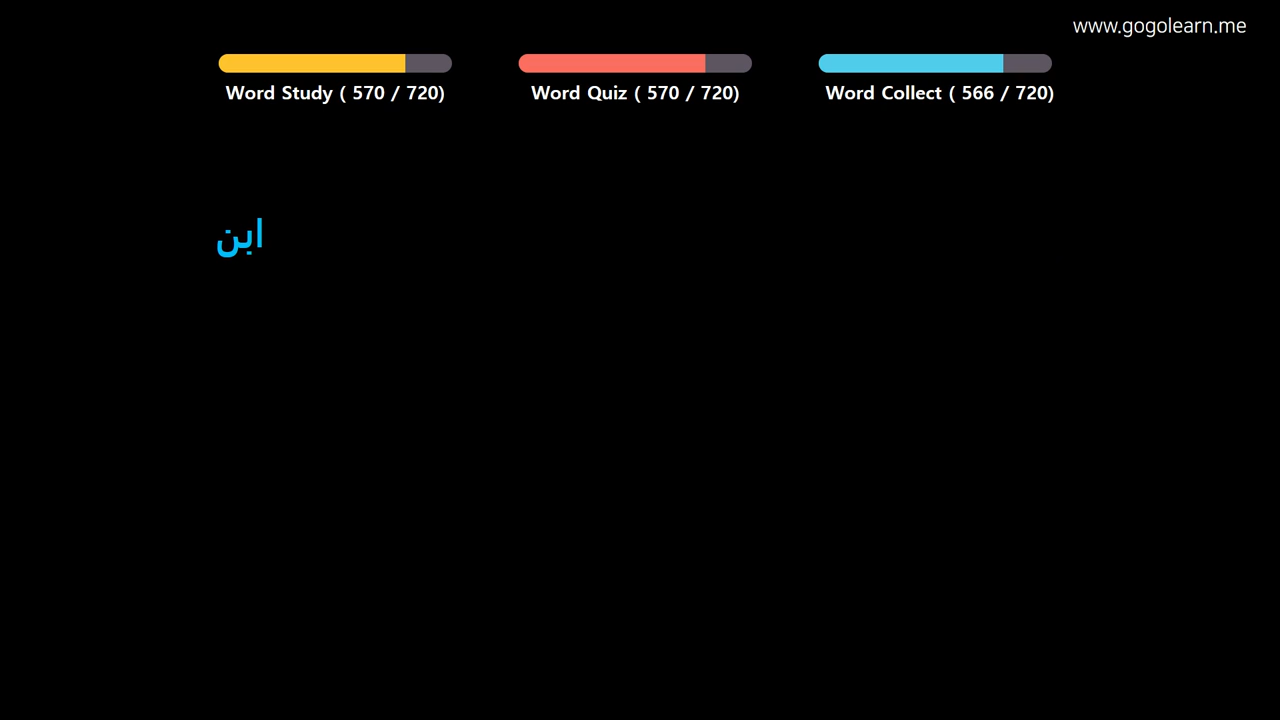 www.gogolearn.me
Word Study ( 570 / 720)
Word Quiz ( 570 / 720)
Word Collect ( 566 / 720)
ابن